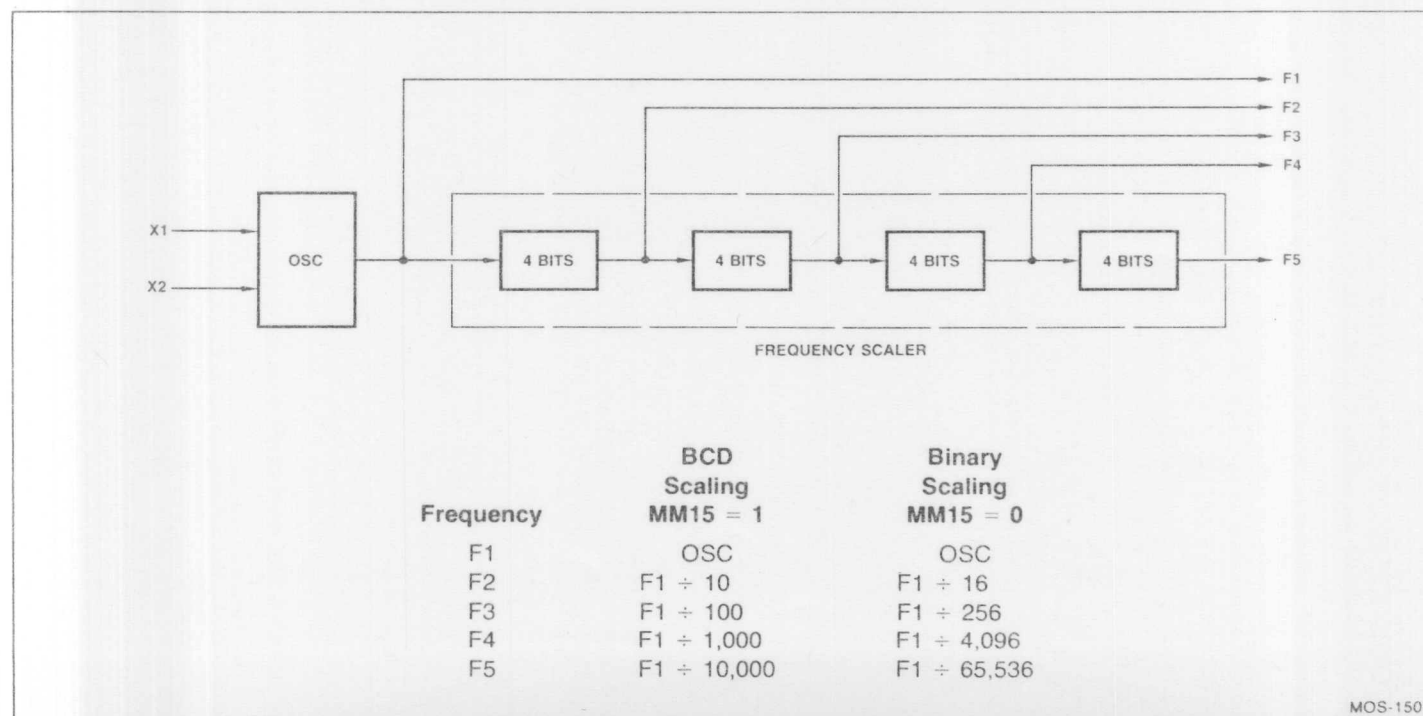 F1
F2
F3
F4
X1
OSC
4 BITS 4 BITS 4 BITS 4 BITS
F5
X2
FREQUENCY SCALER
BCD Binary
Scaling Scaling
Frequency MM15 = 1 MM15 = 0
F1 OSC OSC
F2 F1 ÷ 10 F1 ÷ 16
F3 F1 ÷ 100 F1 ÷ 256
F4 F1 ÷ 1,000 F1 ÷ 4,096
F5 F1 ÷ 10,000 F1 ÷ 65,536
MOS-150